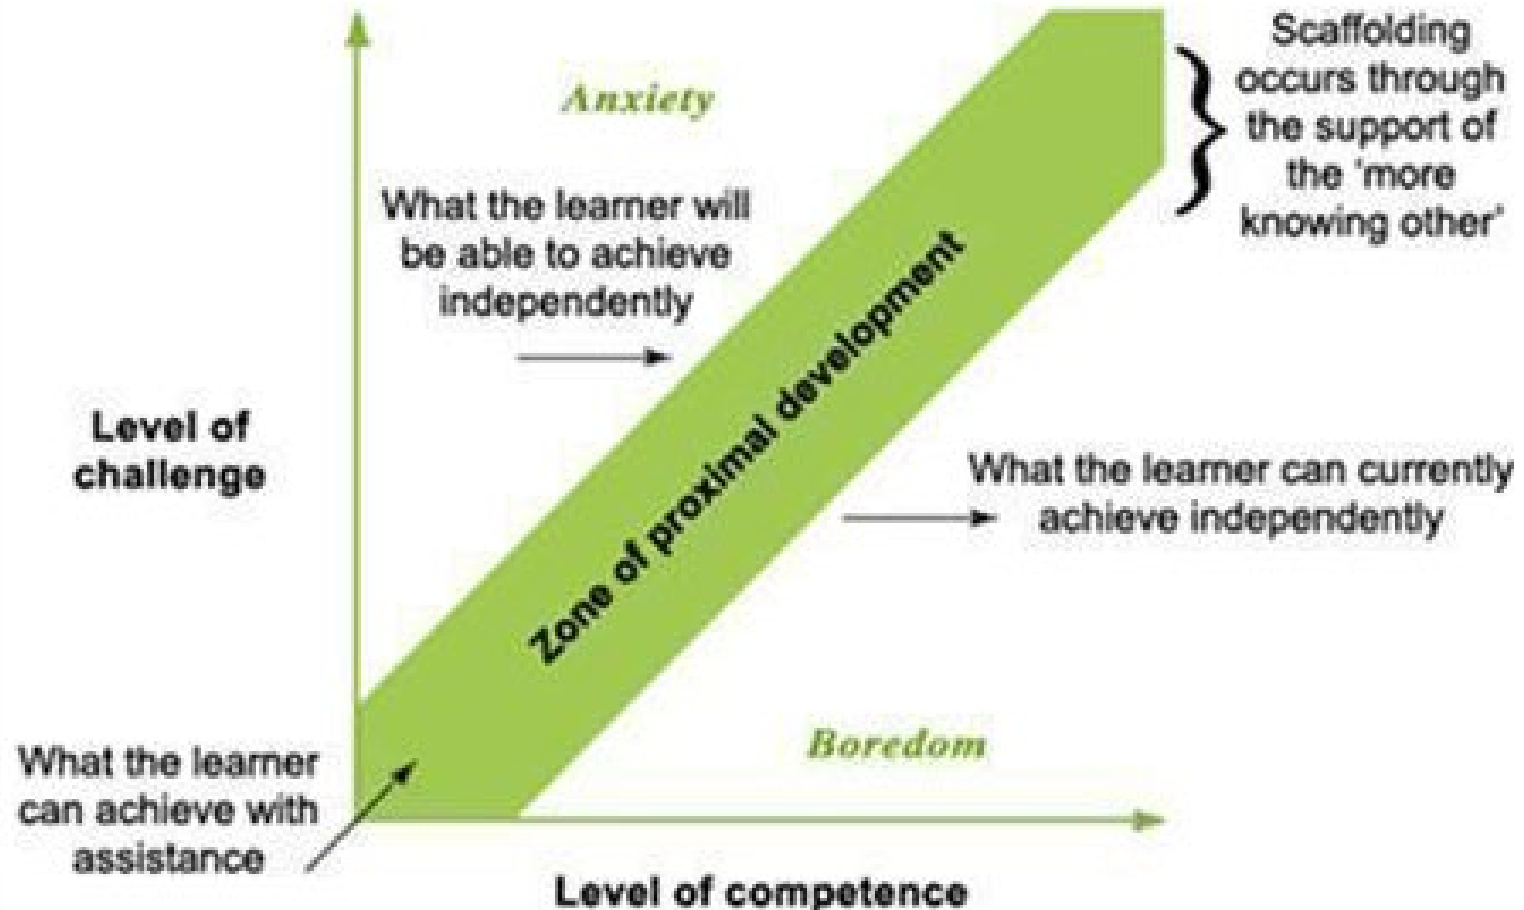 Anxiety
Scaffolding
occurs through
the support of
the 'more
knowing other'
What the learner will
be able to achieve
independently
Zone of proximal development
Level of
challenge
What the learner can currently
achieve independently
Boredom
What the learner
can achieve with
assistance
Level of competence